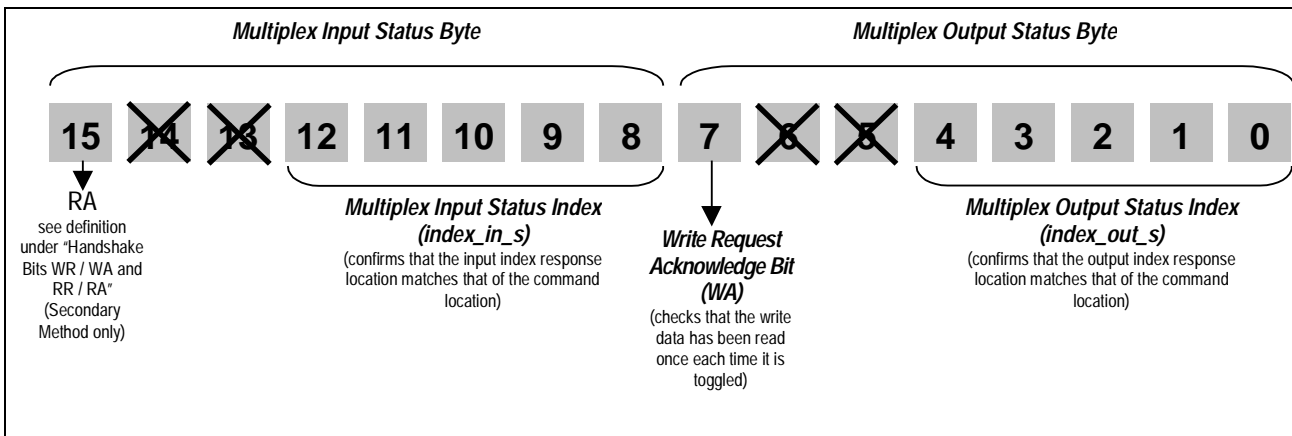 Multiplex Input Status Byte
Multiplex Output Status Byte
15 14 13 12 11 10 9 8 7 6 5 4 3 2 1 0
RA
see definition
under “Handshake
Bits WR / WA and
RR / RA”
(Secondary
Method only)
Multiplex Input Status Index
(index_in_s)
(confirms that the input index response
location matches that of the command
location)
Write Request
Acknowledge Bit
(WA)
(checks that the write
data has been read
once each time it is
toggled)
Multiplex Output Status Index
(index_out_s)
(confirms that the output index response
location matches that of the command
location)